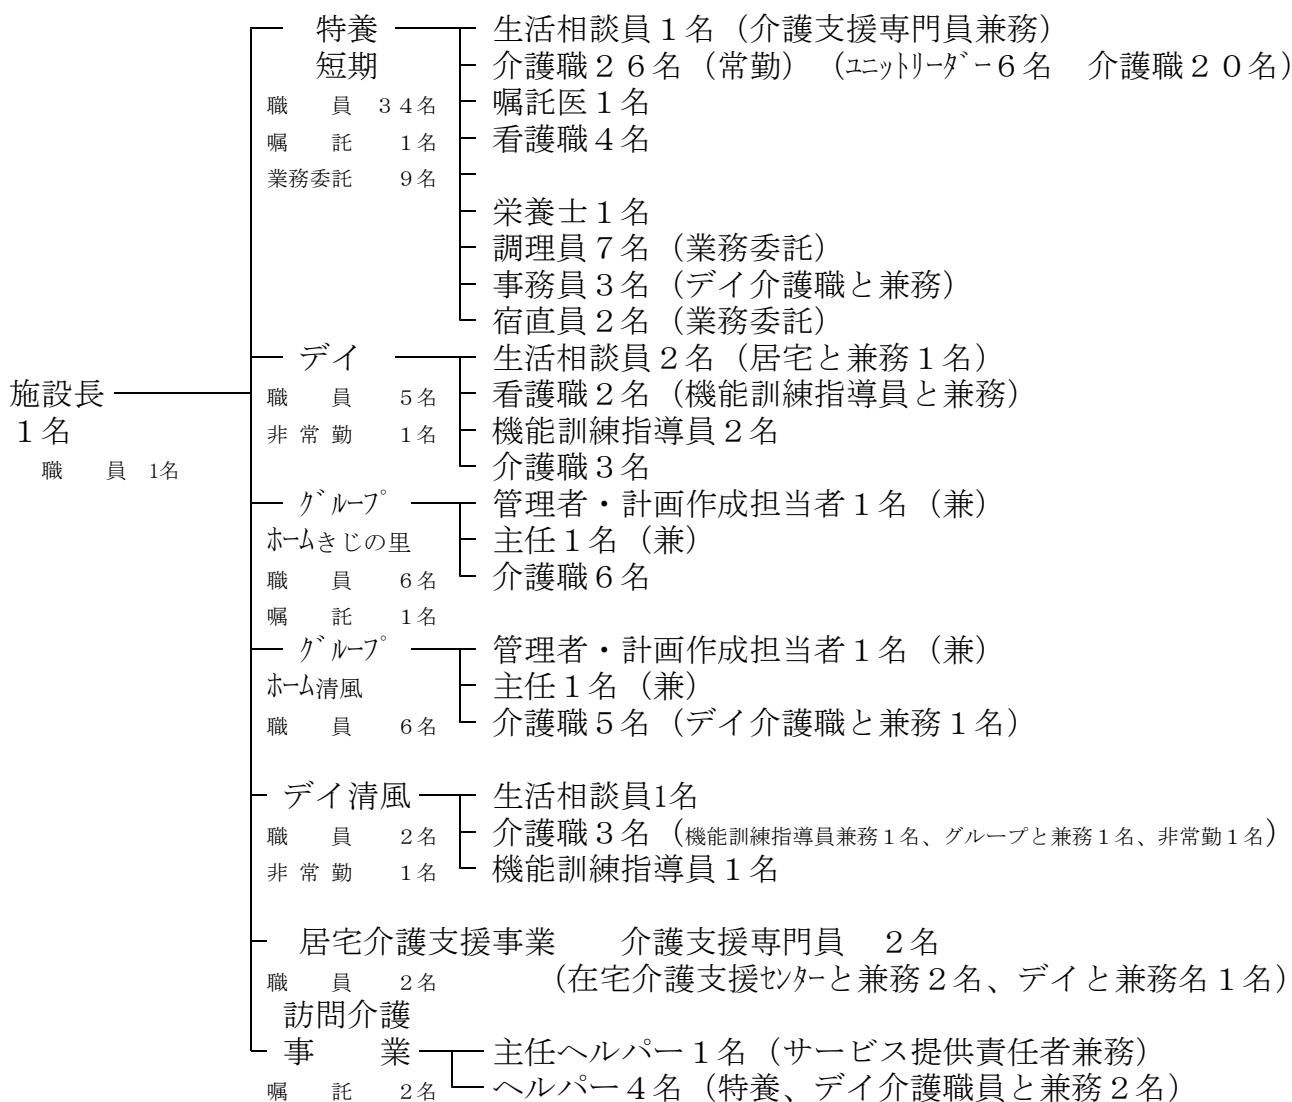 特養 生活相談員１名（介護支援専門員兼務）
短期 介護職２６名（常勤）（ﾕﾆｯﾄﾘｰﾀﾞｰ６名　介護職２０名）
職　員　３４名 嘱託医１名
嘱　託　１名 看護職４名
業務委託　９名
栄養士１名
調理員７名（業務委託）
事務員３名（デイ介護職と兼務）
宿直員２名（業務委託）
デイ 生活相談員２名（居宅と兼務１名）
施設長 職　員　５名 看護職２名（機能訓練指導員と兼務）
１名 非常勤　１名 機能訓練指導員２名
職　員　1名 介護職３名
ｸﾞﾙｰﾌﾟ 管理者・計画作成担当者１名（兼）
ﾎｰﾑきじの里 主任１名（兼）
職　員　６名 介護職６名
嘱　託　１名
ｸﾞﾙｰﾌﾟ 管理者・計画作成担当者１名（兼）
ﾎｰﾑ清風 主任１名（兼）
職　員　６名 介護職５名（デイ介護職と兼務１名）
デイ清風 生活相談員1名
職　員　２名 介護職３名（機能訓練指導員兼務１名、グループと兼務１名、非常勤１名）
非常勤　１名 機能訓練指導員１名
居宅介護支援事業　介護支援専門員　２名
職　員　２名 （在宅介護支援ｾﾝﾀｰと兼務２名、デイと兼務名１名）
訪問介護
事　業 主任ヘルパー１名（サービス提供責任者兼務）
嘱　託　２名 ヘルパー４名（特養、デイ介護職員と兼務２名）